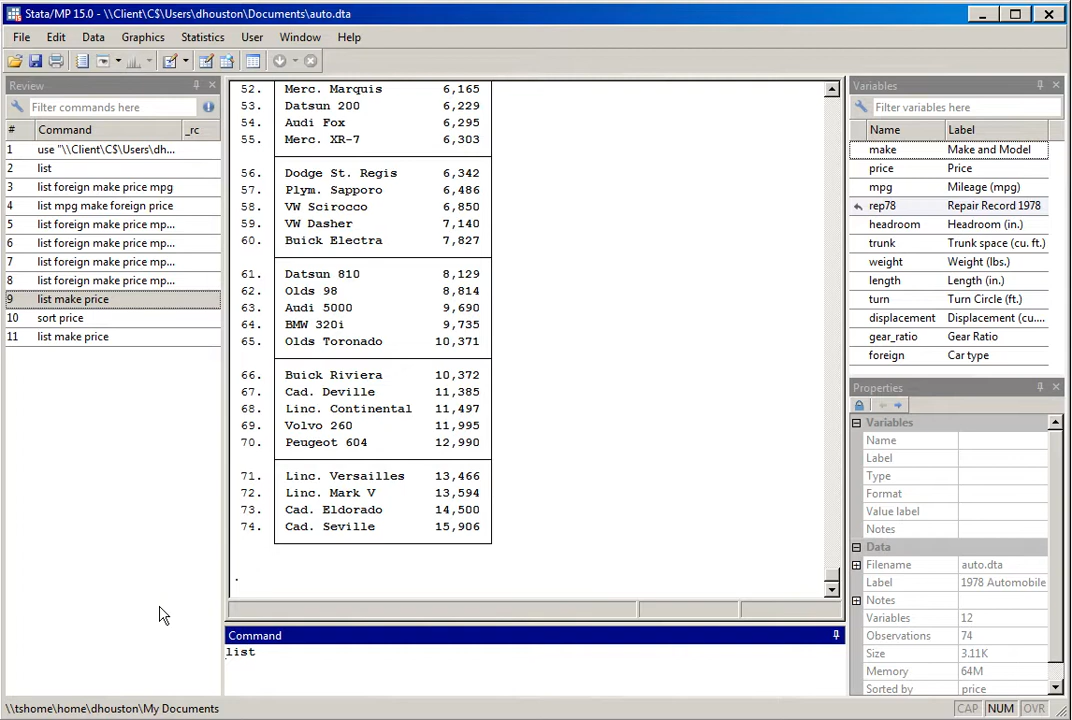 Stata/MP 15.0 - \\Client\C$\Users\dhouston\Documents\auto.dta
File Edit Data Graphics Statistics User Window Help
Review
Filter commands here
# Command _rc
1 use "\\Client\C$\Users\dh...
2 list
3 list foreign make price mpg
4 list mpg make foreign price
5 list foreign make price mp...
6 list foreign make price mp...
7 list foreign make price mp...
8 list foreign make price mp...
9 list make price
10 sort price
11 list make price
52. Merc. Marquis 6,165
53. Datsun 200 6,229
54. Audi Fox 6,295
55. Merc. XR-7 6,303
56. Dodge St. Regis 6,342
57. Plym. Sapporo 6,486
58. VW Scirocco 6,850
59. VW Dasher 7,140
60. Buick Electra 7,827
61. Datsun 810 8,129
62. Olds 98 8,814
63. Audi 5000 9,690
64. BMW 320i 9,735
65. Olds Toronado 10,371
66. Buick Riviera 10,372
67. Cad. Deville 11,385
68. Linc. Continental 11,497
69. Volvo 260 11,995
70. Peugeot 604 12,990
71. Linc. Versailles 13,466
72. Linc. Mark V 13,594
73. Cad. Eldorado 14,500
74. Cad. Seville 15,906
.
Command
list
Variables
Filter variables here
Name Label
make Make and Model
price Price
mpg Mileage (mpg)
rep78 Repair Record 1978
headroom Headroom (in.)
trunk Trunk space (cu. ft.)
weight Weight (lbs.)
length Length (in.)
turn Turn Circle (ft.)
displacement Displacement (cu....
gear_ratio Gear Ratio
foreign Car type
Properties
Variables
Name
Label
Type
Format
Value label
Notes
Data
Filename auto.dta
Label 1978 Automobile
Notes
Variables 12
Observations 74
Size 3.11K
Memory 64M
Sorted by price
\\tshome\home\dhouston\My Documents
CAP NUM OVR